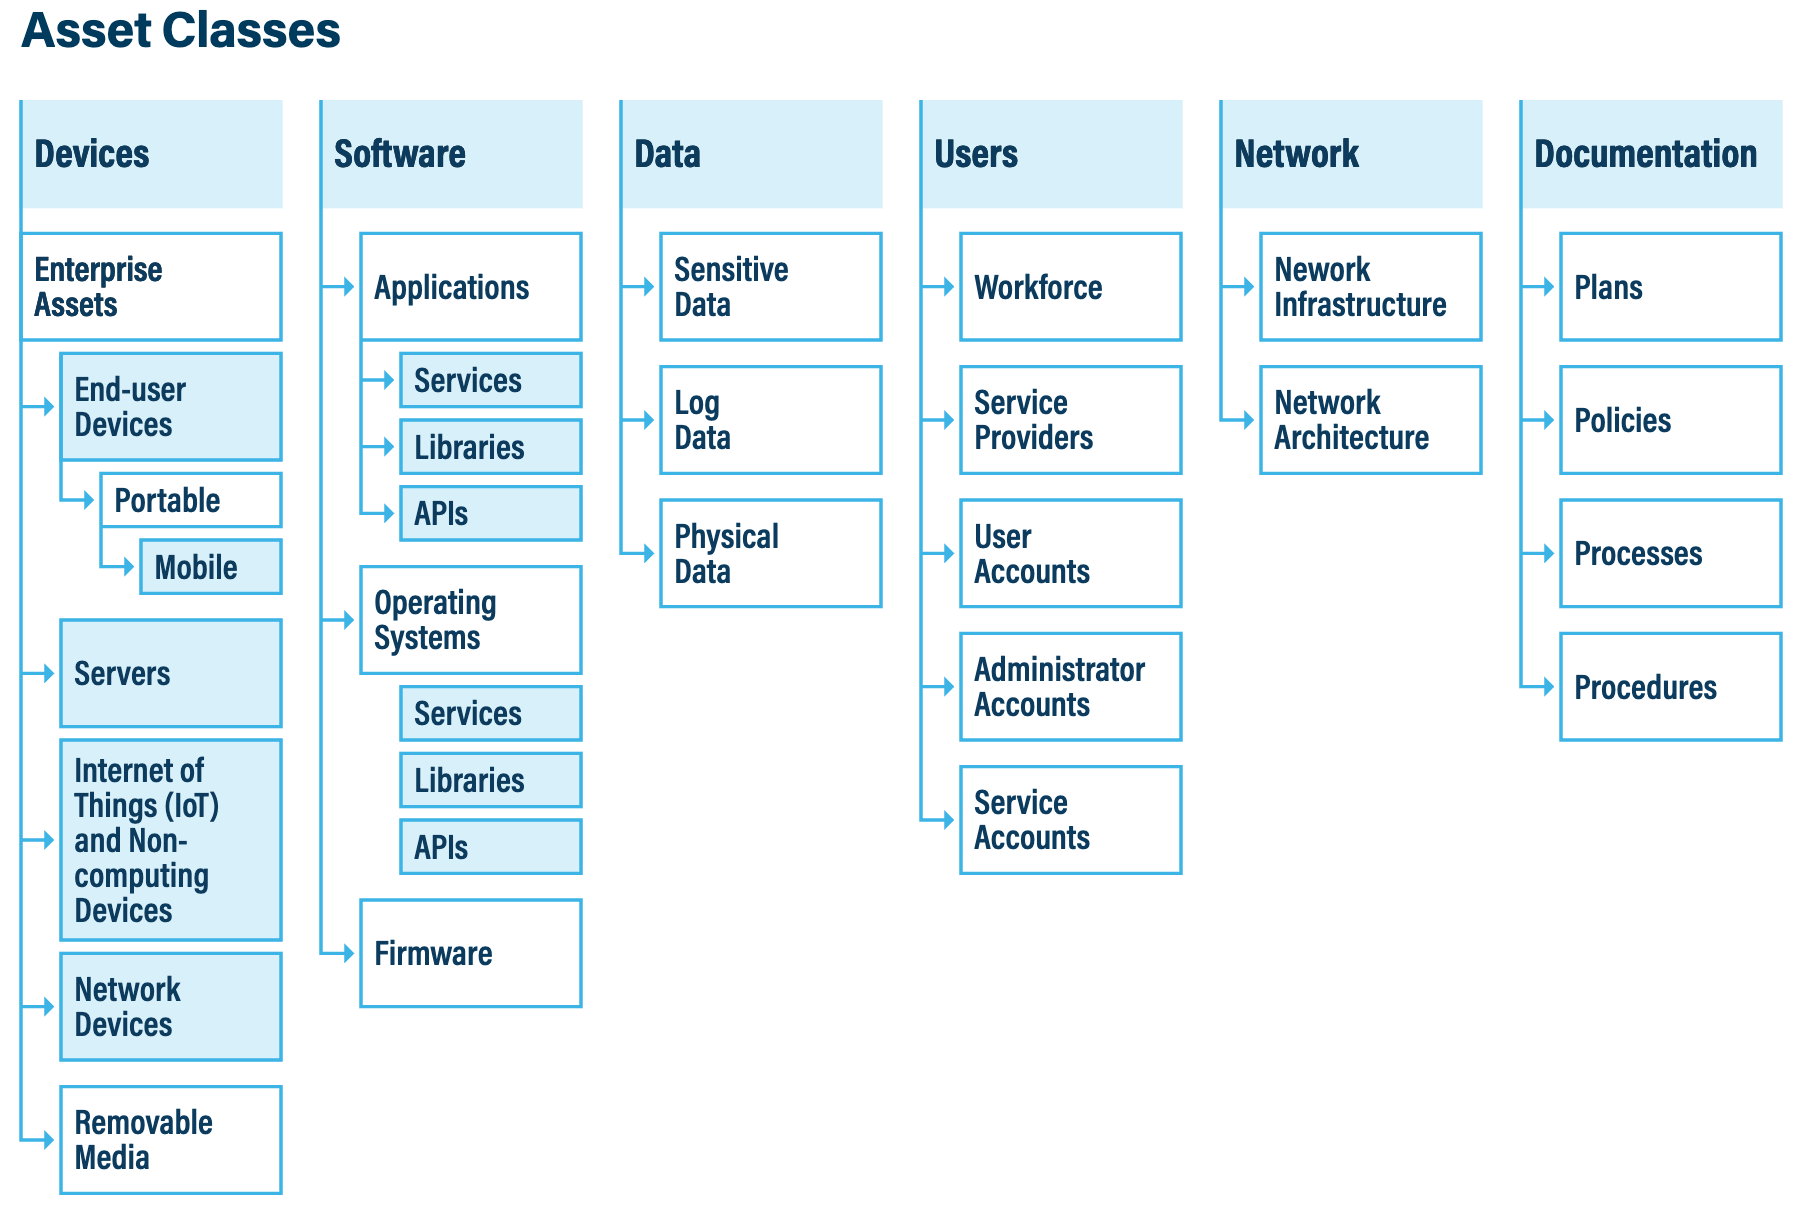 Asset Classes
Devices
Enterprise
Assets
End-user
Devices
Portable
Mobile
Servers
Internet of
Things (IoT)
and Non-
computing
Devices
Network
Devices
Removable
Media
Software
Applications
Services
Libraries
APIs
Operating
Systems
Services
Libraries
APIs
Firmware
Data
Sensitive
Data
Log
Data
Physical
Data
Users
Workforce
Service
Providers
User
Accounts
Administrator
Accounts
Service
Accounts
Network
Nework
Infrastructure
Network
Architecture
Documentation
Plans
Policies
Processes
Procedures